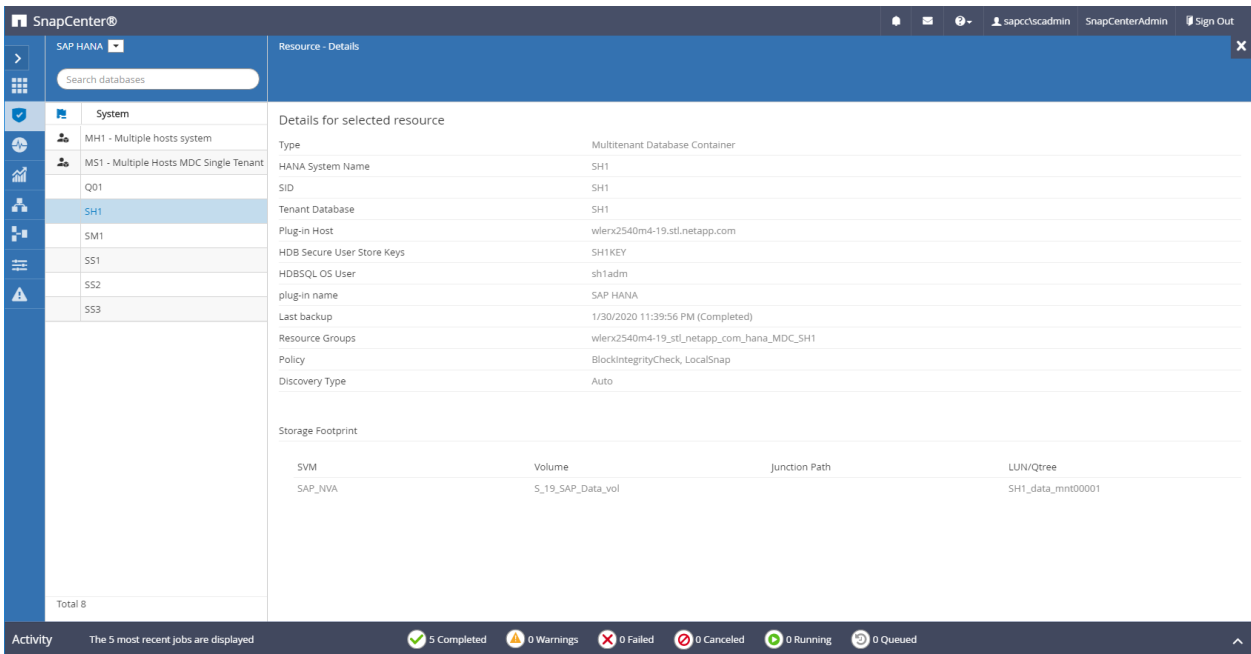 SnapCenter®
sapcc\scadmin SnapCenterAdmin Sign Out
SAP HANA
Resource - Details
Search databases
System
MH1 - Multiple hosts system
MS1 - Multiple Hosts MDC Single Tenant
Q01
SH1
SM1
SS1
SS2
SS3
Total 8
Details for selected resource
Type Multitenant Database Container
HANA System Name SH1
SID SH1
Tenant Database SH1
Plug-in Host wlerx2540m4-19.stl.netapp.com
HDB Secure User Store Keys SH1KEY
HDBSQL OS User sh1adm
plug-in name SAP HANA
Last backup 1/30/2020 11:39:56 PM (Completed)
Resource Groups wlerx2540m4-19_stl_netapp_com_hana_MDC_SH1
Policy BlockIntegrityCheck, LocalSnap
Discovery Type Auto
Storage Footprint
SVM Volume Junction Path LUN/Qtree
SAP_NVA S_19_SAP_Data_vol SH1_data_mnt00001
Activity The 5 most recent jobs are displayed 5 Completed 0 Warnings 0 Failed 0 Canceled 0 Running 0 Queued